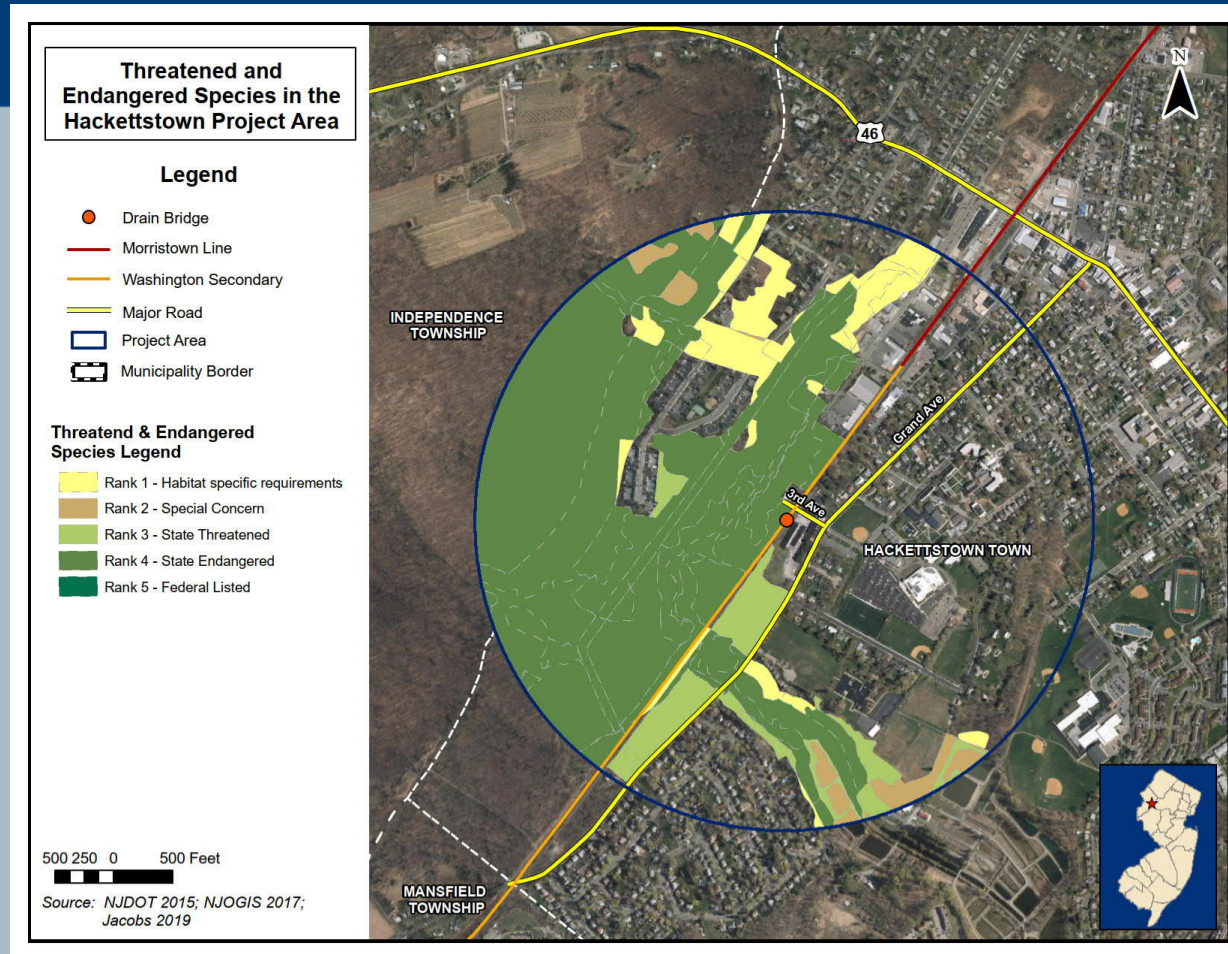 Threatened and
Endangered Species in the
Hackettstown Project Area
Legend
Drain Bridge
Morristown Line
Washington Secondary
Major Road
Project Area
Municipality Border
Threatend & Endangered
Species Legend
Rank 1 - Habitat specific requirements
Rank 2 - Special Concern
Rank 3 - State Threatened
Rank 4 - State Endangered
Rank 5 - Federal Listed
500 250 0 500 Feet
Source: NJDOT 2015; NJOGIS 2017;
Jacobs 2019
N
46
INDEPENDENCE
TOWNSHIP
Grand Ave
3rd Ave
HACKETTSTOWN TOWN
MANSFIELD
TOWNSHIP